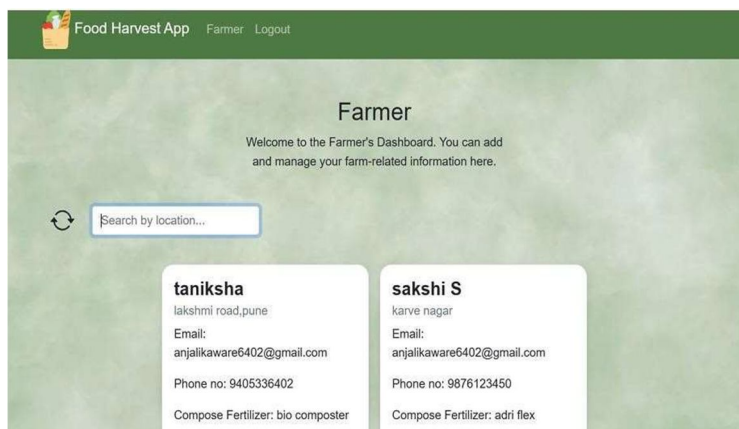 Food Harvest App Farmer Logout
Farmer
Welcome to the Farmer's Dashboard. You can add
and manage your farm-related information here.
Search by location...
taniksha
lakshmi road,pune
Email:
anjalikaware6402@gmail.com
Phone no: 9405336402
Compose Fertilizer: bio composter
sakshi S
karve nagar
Email:
anjalikaware6402@gmail.com
Phone no: 9876123450
Compose Fertilizer: adri flex